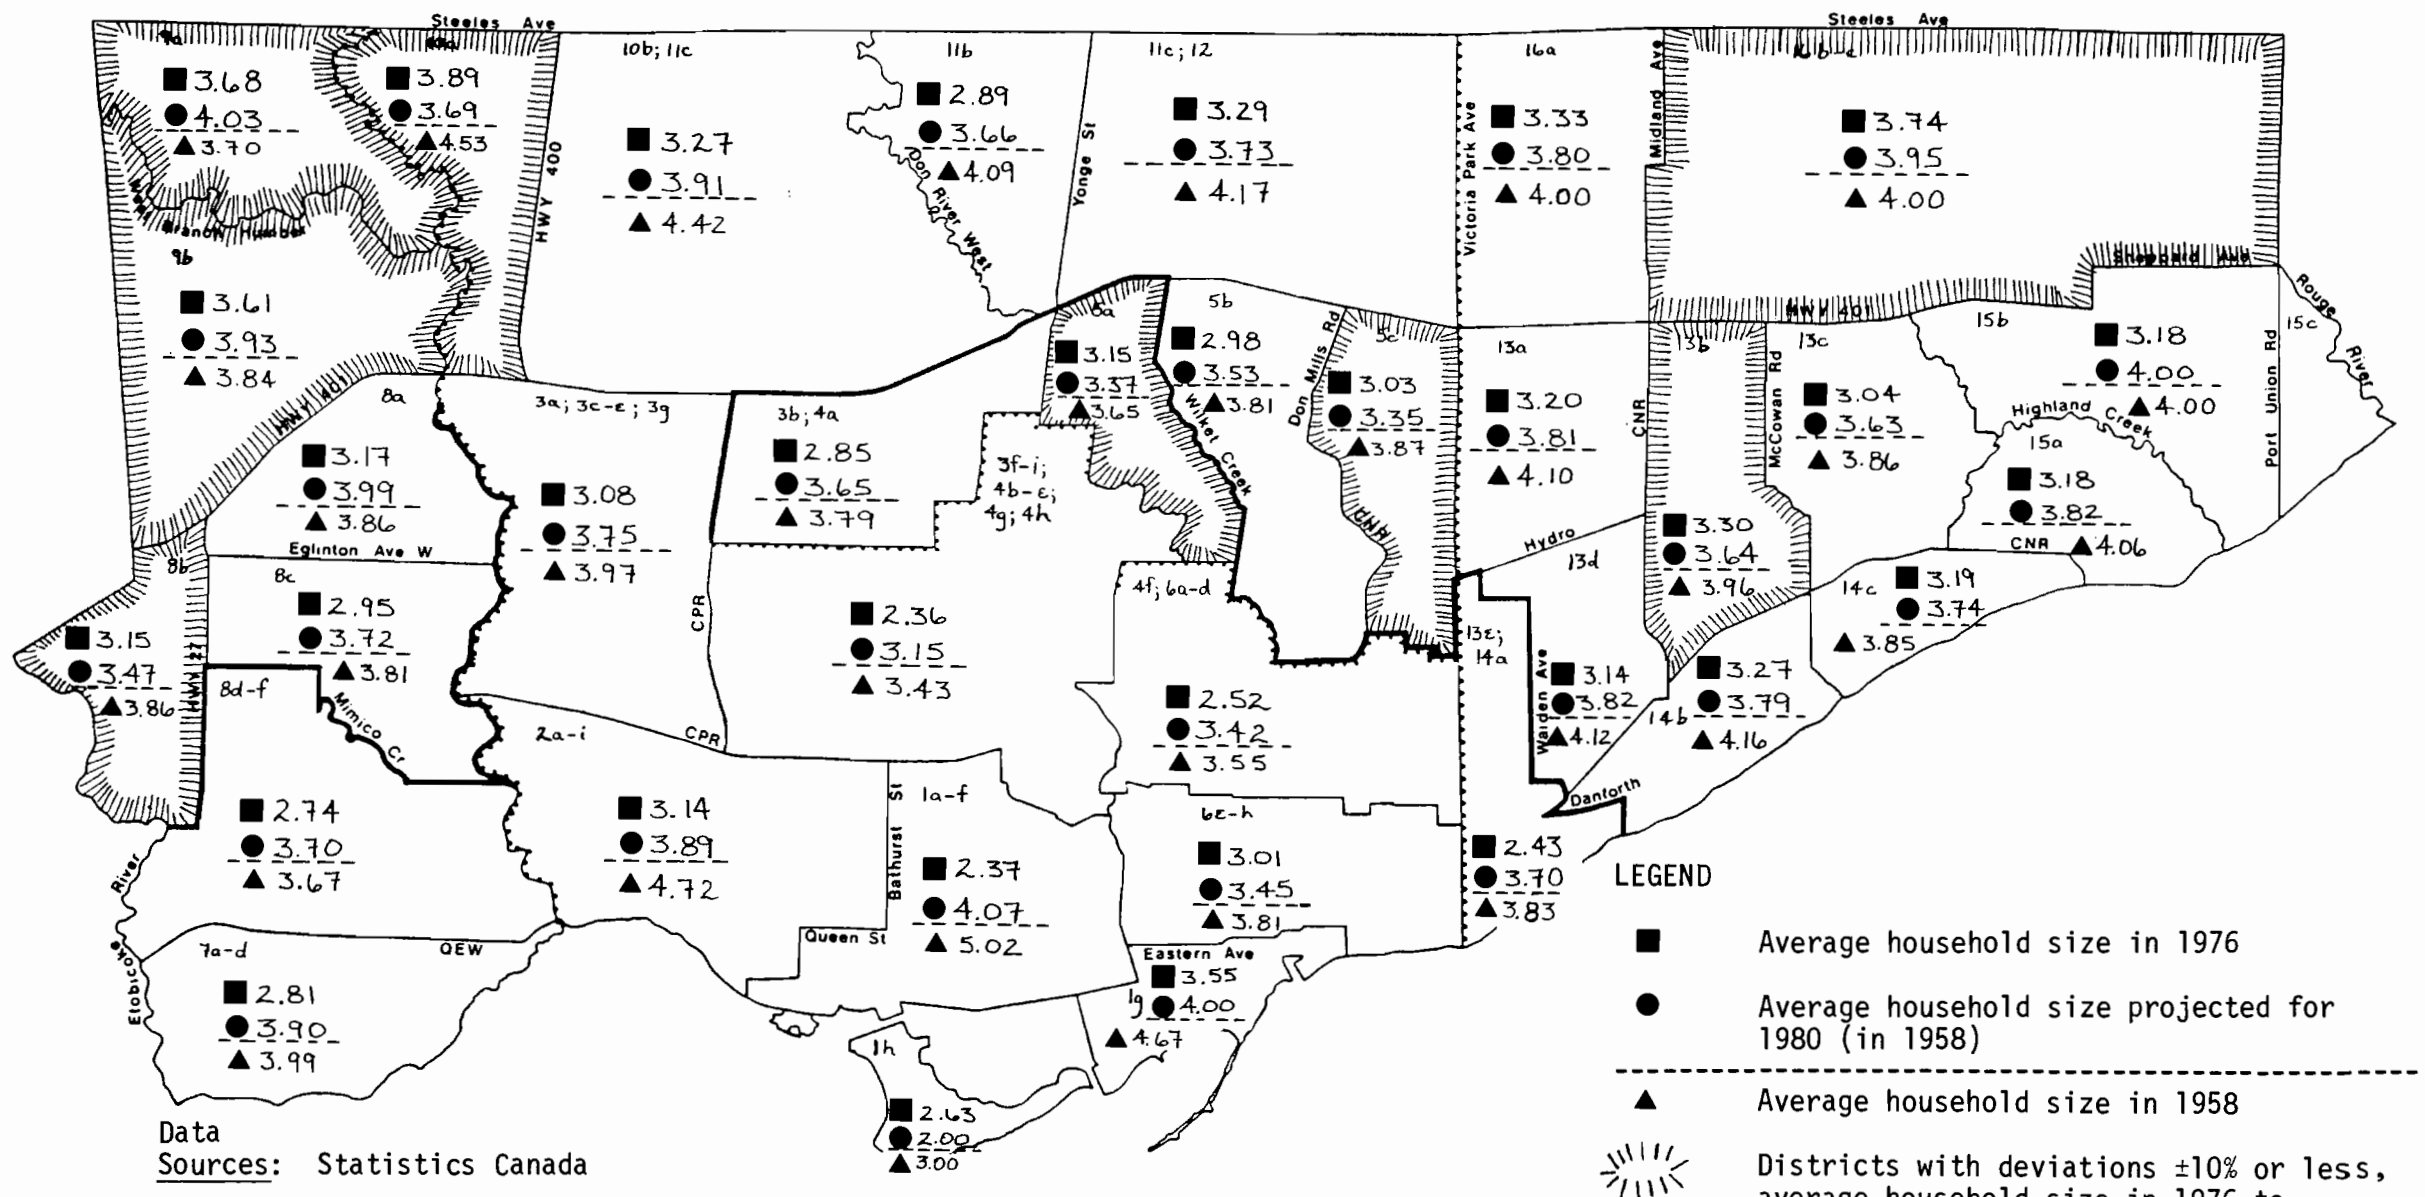 Steeles Ave
Steeles Ave
9a
■ 3.68
● 4.03
▲ 3.70
■ 3.89
● 3.69
▲ 4.53
HWY 400
10b; 11c
■ 3.27
● 3.91
▲ 4.42
11b
■ 2.89
● 3.66
▲ 4.09
Don River West
Yonge St
11c; 12
■ 3.29
● 3.73
▲ 4.17
Victoria Park Ave
16a
■ 3.33
● 3.80
▲ 4.00
Midland Ave
16b-c
■ 3.74
● 3.95
▲ 4.00
Sheppard Ave
HWY 401
West Branch Humber
9b
■ 3.61
● 3.93
▲ 3.84
HWY 401
8a
■ 3.17
● 3.99
▲ 3.86
Eglinton Ave W
3a; 3c-e; 3g
■ 3.08
● 3.75
▲ 3.97
3b; 4a
■ 2.85
● 3.65
▲ 3.79
3f-i;
4b-e;
4g; 4h
5a
■ 3.15
● 3.37
▲ 3.65
Wilket Creek
5b
■ 2.98
● 3.53
▲ 3.81
Don Mills Rd
5c
■ 3.03
● 3.35
▲ 3.87
CNR
13a
■ 3.20
● 3.81
▲ 4.10
Hydro
CNR
13b
■ 3.30
● 3.64
▲ 3.96
McCowan Rd
13c
■ 3.04
● 3.63
▲ 3.86
15b
■ 3.18
● 4.00
▲ 4.00
Highland Creek
15a
■ 3.18
● 3.82
▲ 4.06
CNR
Port Union Rd
15c
Rouge River
8b
■ 3.15
● 3.47
▲ 3.86
HWY 27
8c
■ 2.95
● 3.72
▲ 3.81
8d-f
Mimico Cr
■ 2.74
● 3.70
▲ 3.67
CPR
CPR
■ 2.36
● 3.15
▲ 3.43
4f; 6a-d
■ 2.52
● 3.42
▲ 3.55
13d
■ 3.14
● 3.82
▲ 4.12
13e;
14a
Warden Ave
14b
■ 3.27
● 3.79
▲ 4.16
14c
■ 3.19
● 3.74
▲ 3.85
Danforth
■ 2.43
● 3.70
▲ 3.83
2a-i
■ 3.14
● 3.89
▲ 4.72
Bathurst St
Queen St
1a-f
■ 2.37
● 4.07
▲ 5.02
6e-h
■ 3.01
● 3.45
▲ 3.81
Eastern Ave
1g
■ 3.55
● 4.00
▲ 4.67
1h
■ 2.63
● 2.00
▲ 3.00
Etobicoke River
QEW
7a-d
■ 2.81
● 3.90
▲ 3.99
Data
Sources: Statistics Canada
LEGEND
■ Average household size in 1976
● Average household size projected for
1980 (in 1958)
▲ Average household size in 1958
Districts with deviations ±10% or less,
average household size in 1976 to